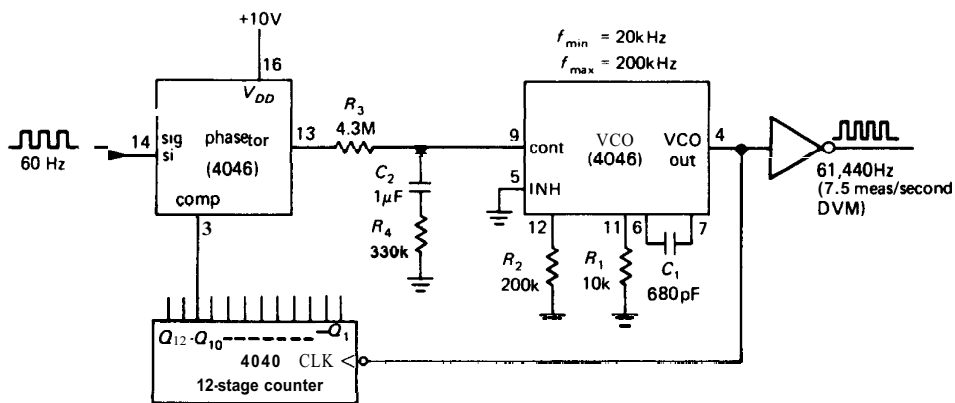 +10V
16
V_DD
14
sig
si
phase tor
(4046)
comp
3
13
60 Hz
R_3
4.3M
C_2
1μF
R_4
330k
f_min = 20kHz
f_max = 200kHz
9
cont
VCO
(4046)
VCO
out
4
5
INH
12
11
6
7
R_2
200k
R_1
10k
C_1
680pF
61,440Hz
(7.5 meas/second
DVM)
Q_12 - Q_10 -------- Q_1
4040 CLK <
12-stage counter